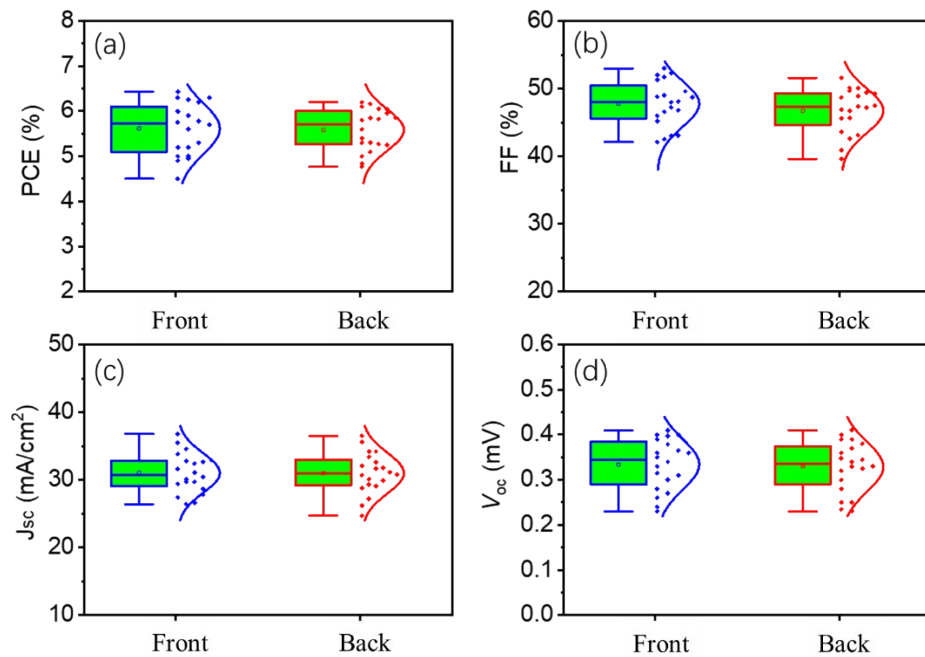 (a)
PCE (%)
8
7
6
5
4
3
2
Front
Back
(b)
FF (%)
60
50
40
30
20
Front
Back
(c)
Jsc (mA/cm²)
50
40
30
20
10
Front
Back
(d)
Voc (mV)
0.6
0.5
0.4
0.3
0.2
0.1
0.0
Front
Back